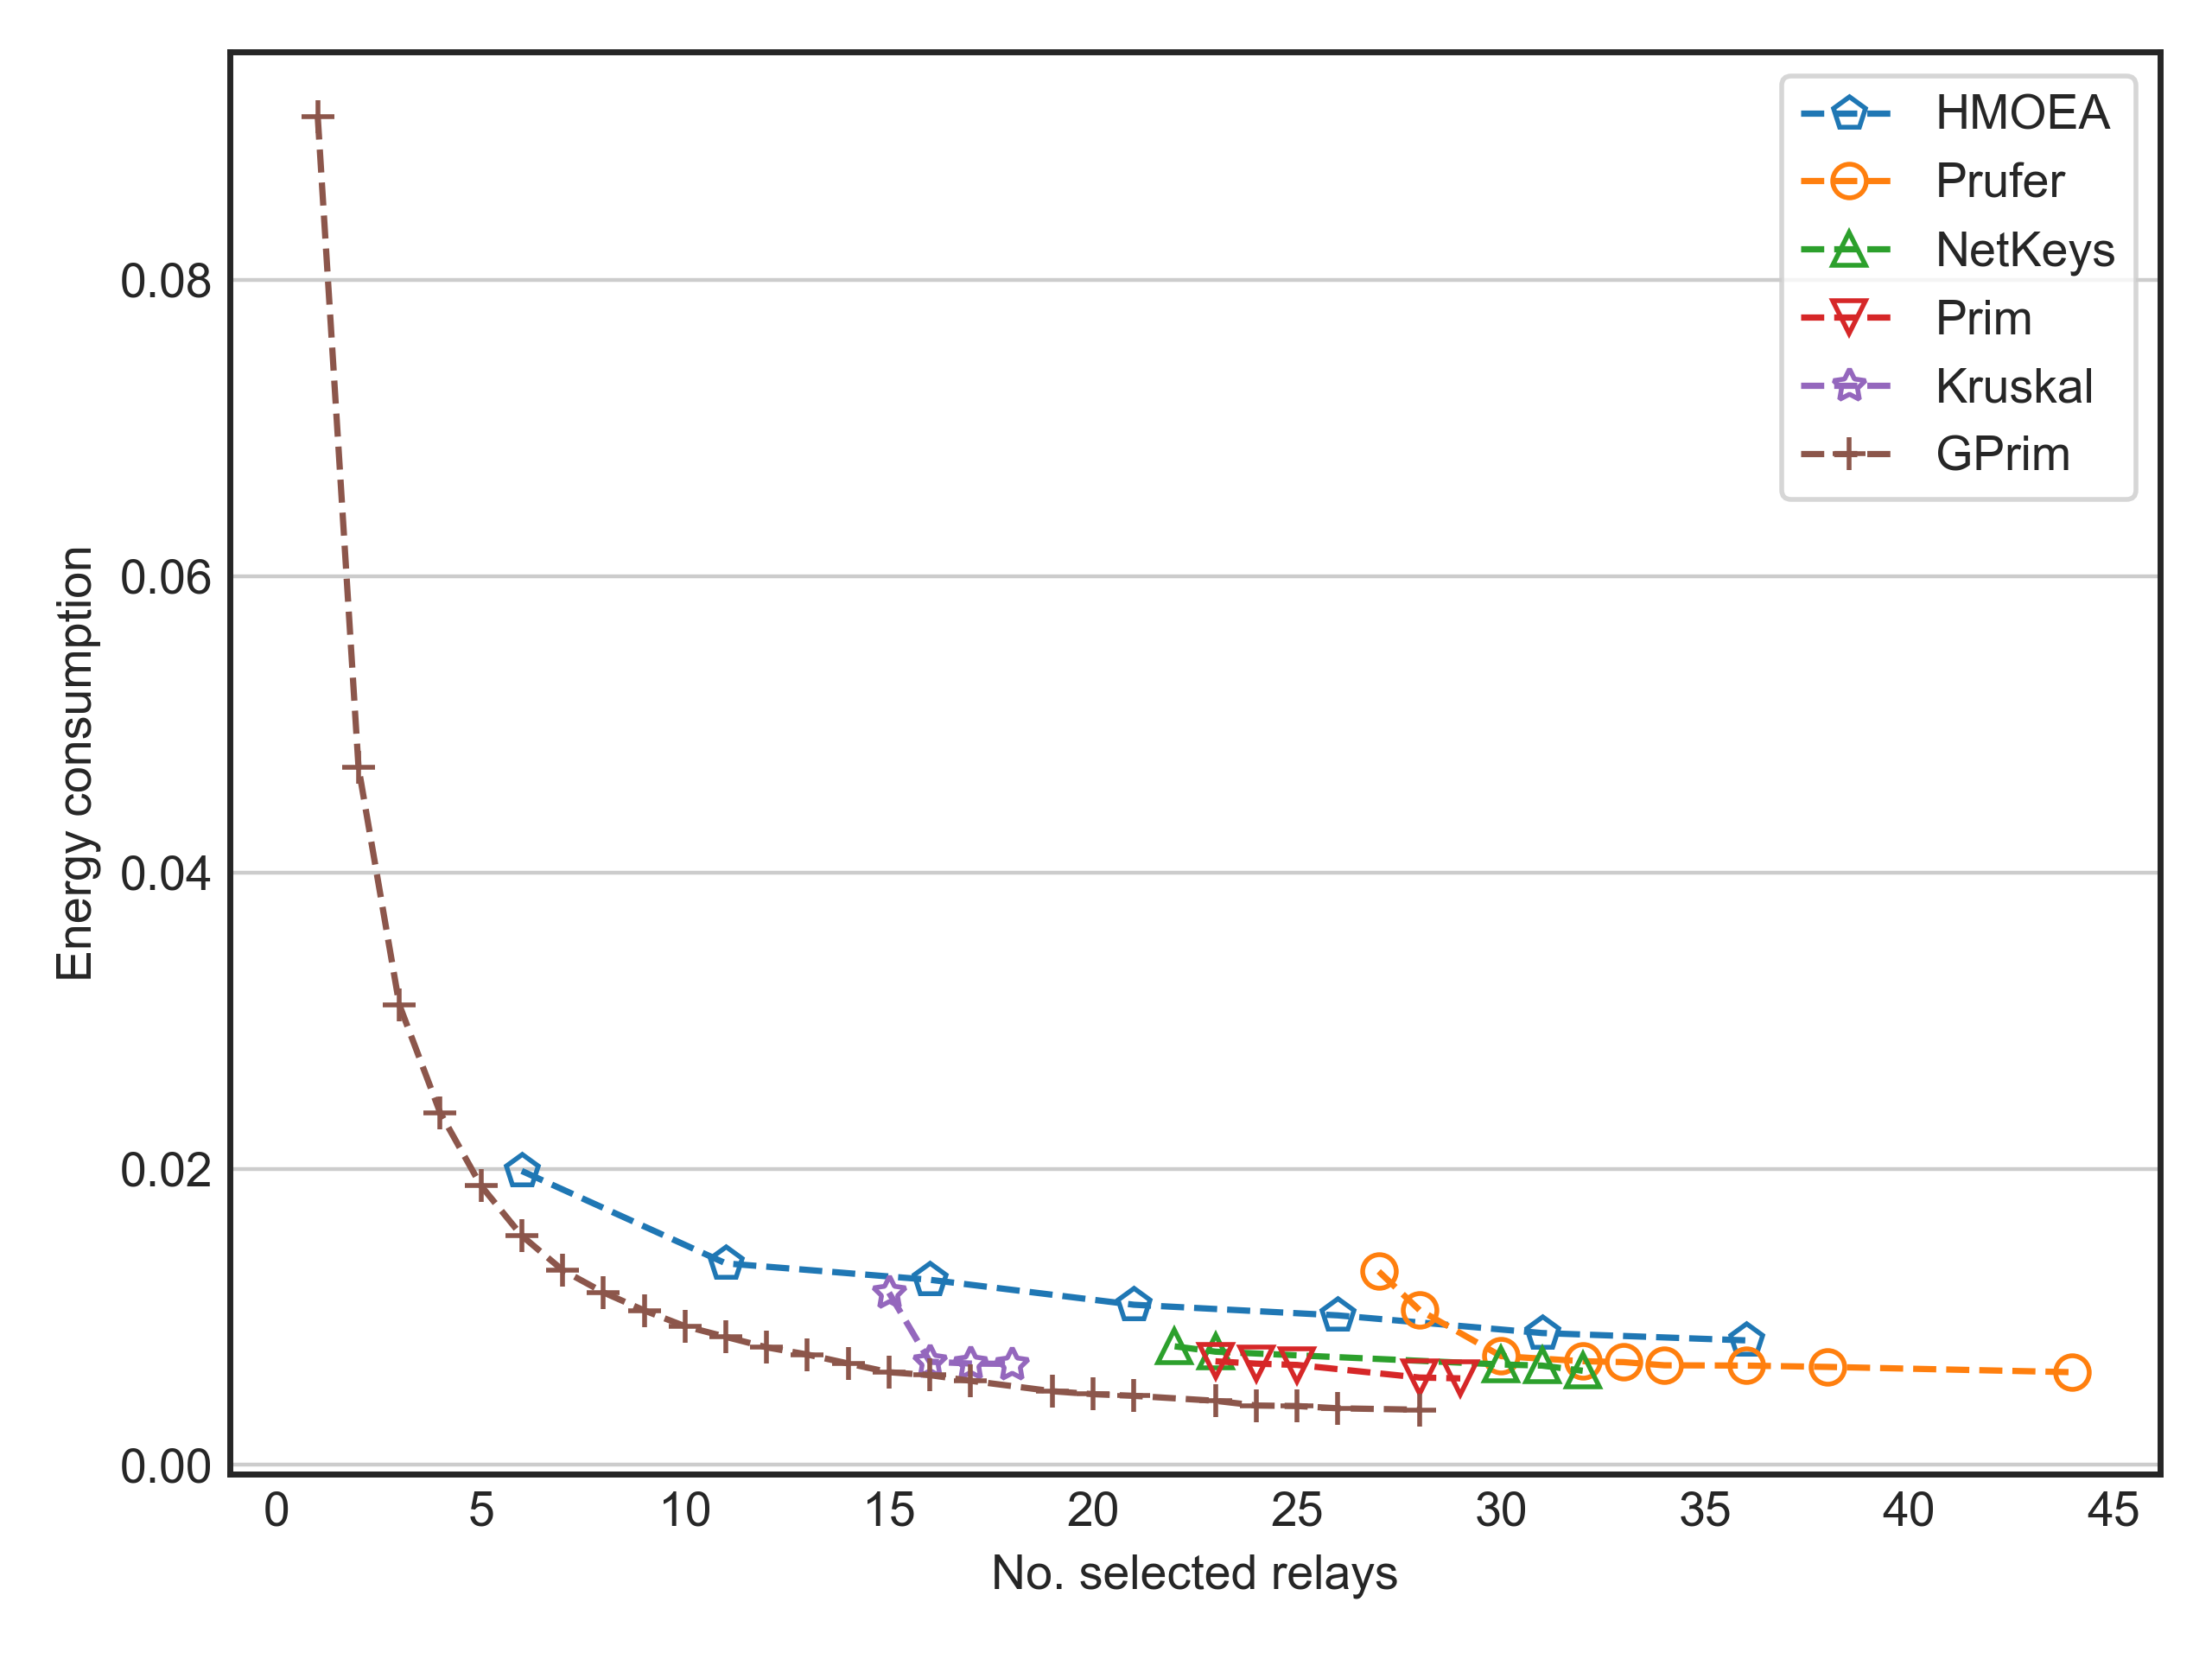 HMOEA
Prufer
NetKeys
Prim
Kruskal
GPrim
Energy consumption
0.08
0.06
0.04
0.02
0.00
0 5 10 15 20 25 30 35 40 45
No. selected relays